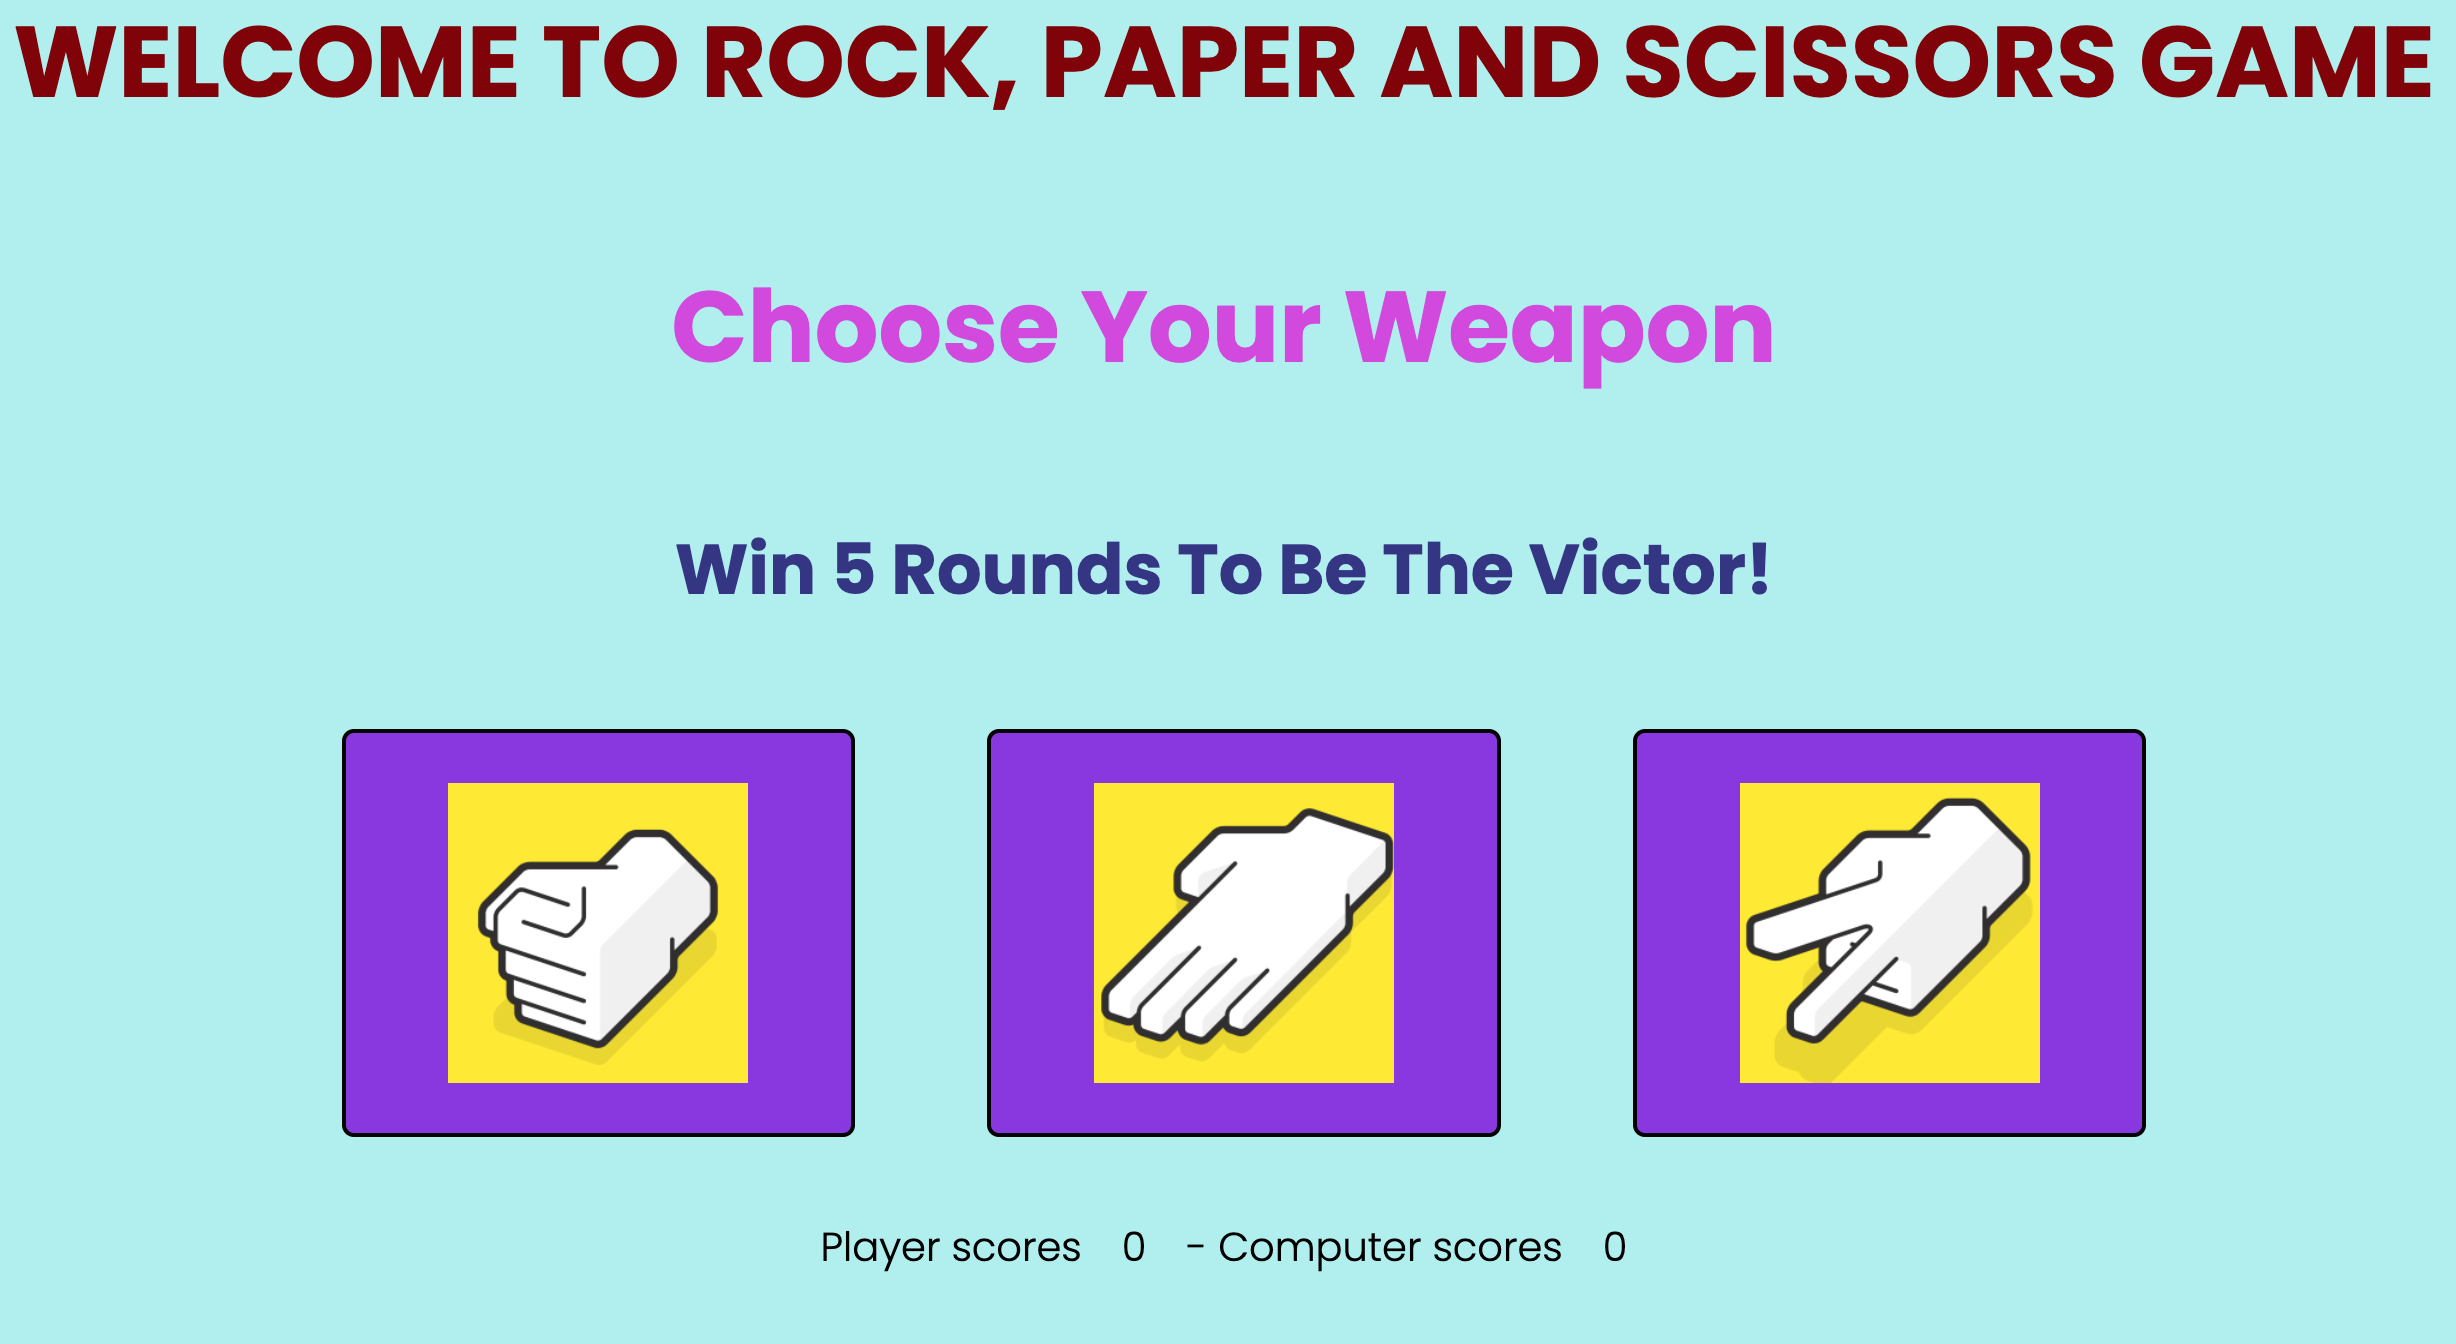 WELCOME TO ROCK, PAPER AND SCISSORS GAME
Choose Your Weapon
Win 5 Rounds To Be The Victor!
Player scores 0 - Computer scores 0